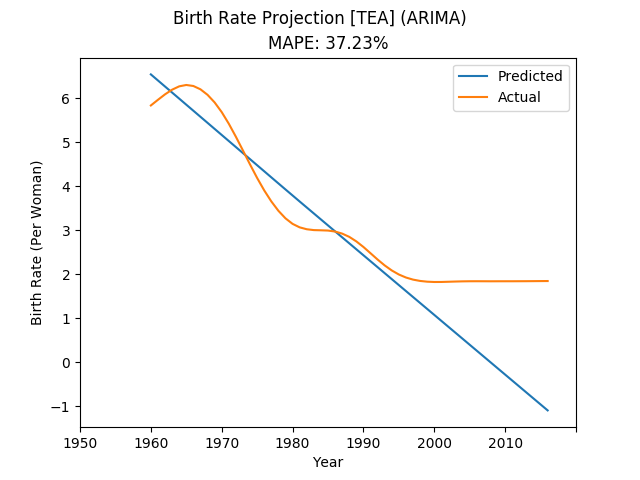 Birth Rate Projection [TEA] (ARIMA)
MAPE: 37.23%
Predicted
Actual
6
5
4
3
2
1
0
−1
Birth Rate (Per Woman)
1950
1960
1970
1980
1990
2000
2010
Year